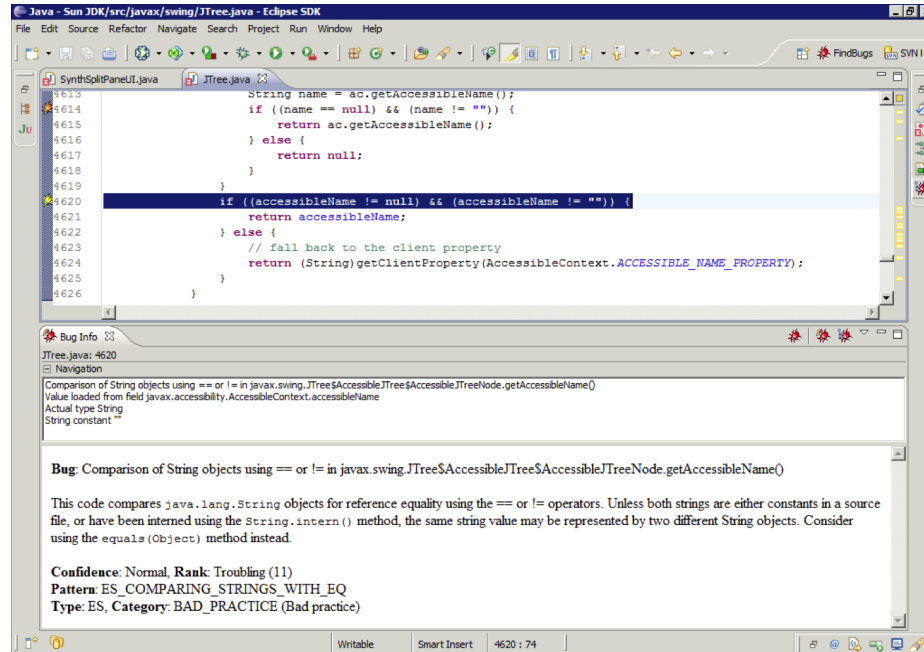 Java - Sun JDK/src/javax/swing/JTree.java - Eclipse SDK
File Edit Source Refactor Navigate Search Project Run Window Help
FindBugs SVN
SynthSplitPaneUI.java JTree.java
4613 String name = ac.getAccessibleName();
4614 if ((name == null) && (name != "")) {
4615 return ac.getAccessibleName();
4616 } else {
4617 return null;
4618 }
4619 }
4620 if ((accessibleName != null) && (accessibleName != "")) {
4621 return accessibleName;
4622 } else {
4623 // fall back to the client property
4624 return (String)getClientProperty(AccessibleContext.ACCESSIBLE_NAME_PROPERTY);
4625 }
4626 }
Ju
Bug Info
JTree.java: 4620
Navigation
Comparison of String objects using == or != in javax.swing.JTree$AccessibleJTree$AccessibleJTreeNode.getAccessibleName()
Value loaded from field javax.accessibility.AccessibleContext.accessibleName
Actual type String
String constant ""
Bug: Comparison of String objects using == or != in javax.swing.JTree$AccessibleJTree$AccessibleJTreeNode.getAccessibleName()
This code compares java.lang.String objects for reference equality using the == or != operators. Unless both strings are either constants in a source
file, or have been interned using the String.intern() method, the same string value may be represented by two different String objects. Consider
using the equals(Object) method instead.
Confidence: Normal, Rank: Troubling (11)
Pattern: ES_COMPARING_STRINGS_WITH_EQ
Type: ES, Category: BAD_PRACTICE (Bad practice)
Writable Smart Insert 4620 : 74